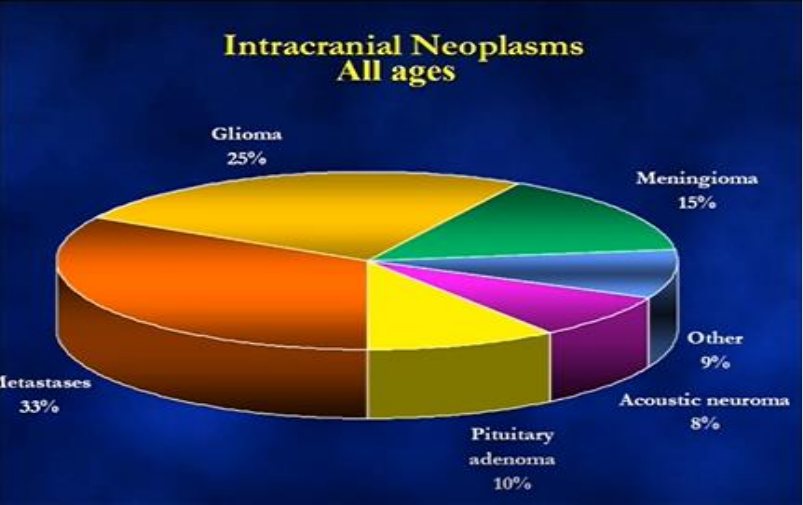 Intracranial Neoplasms
All ages
Glioma
25%
Meningioma
15%
Other
9%
Acoustic neuroma
8%
Pituitary
adenoma
10%
etastases
33%